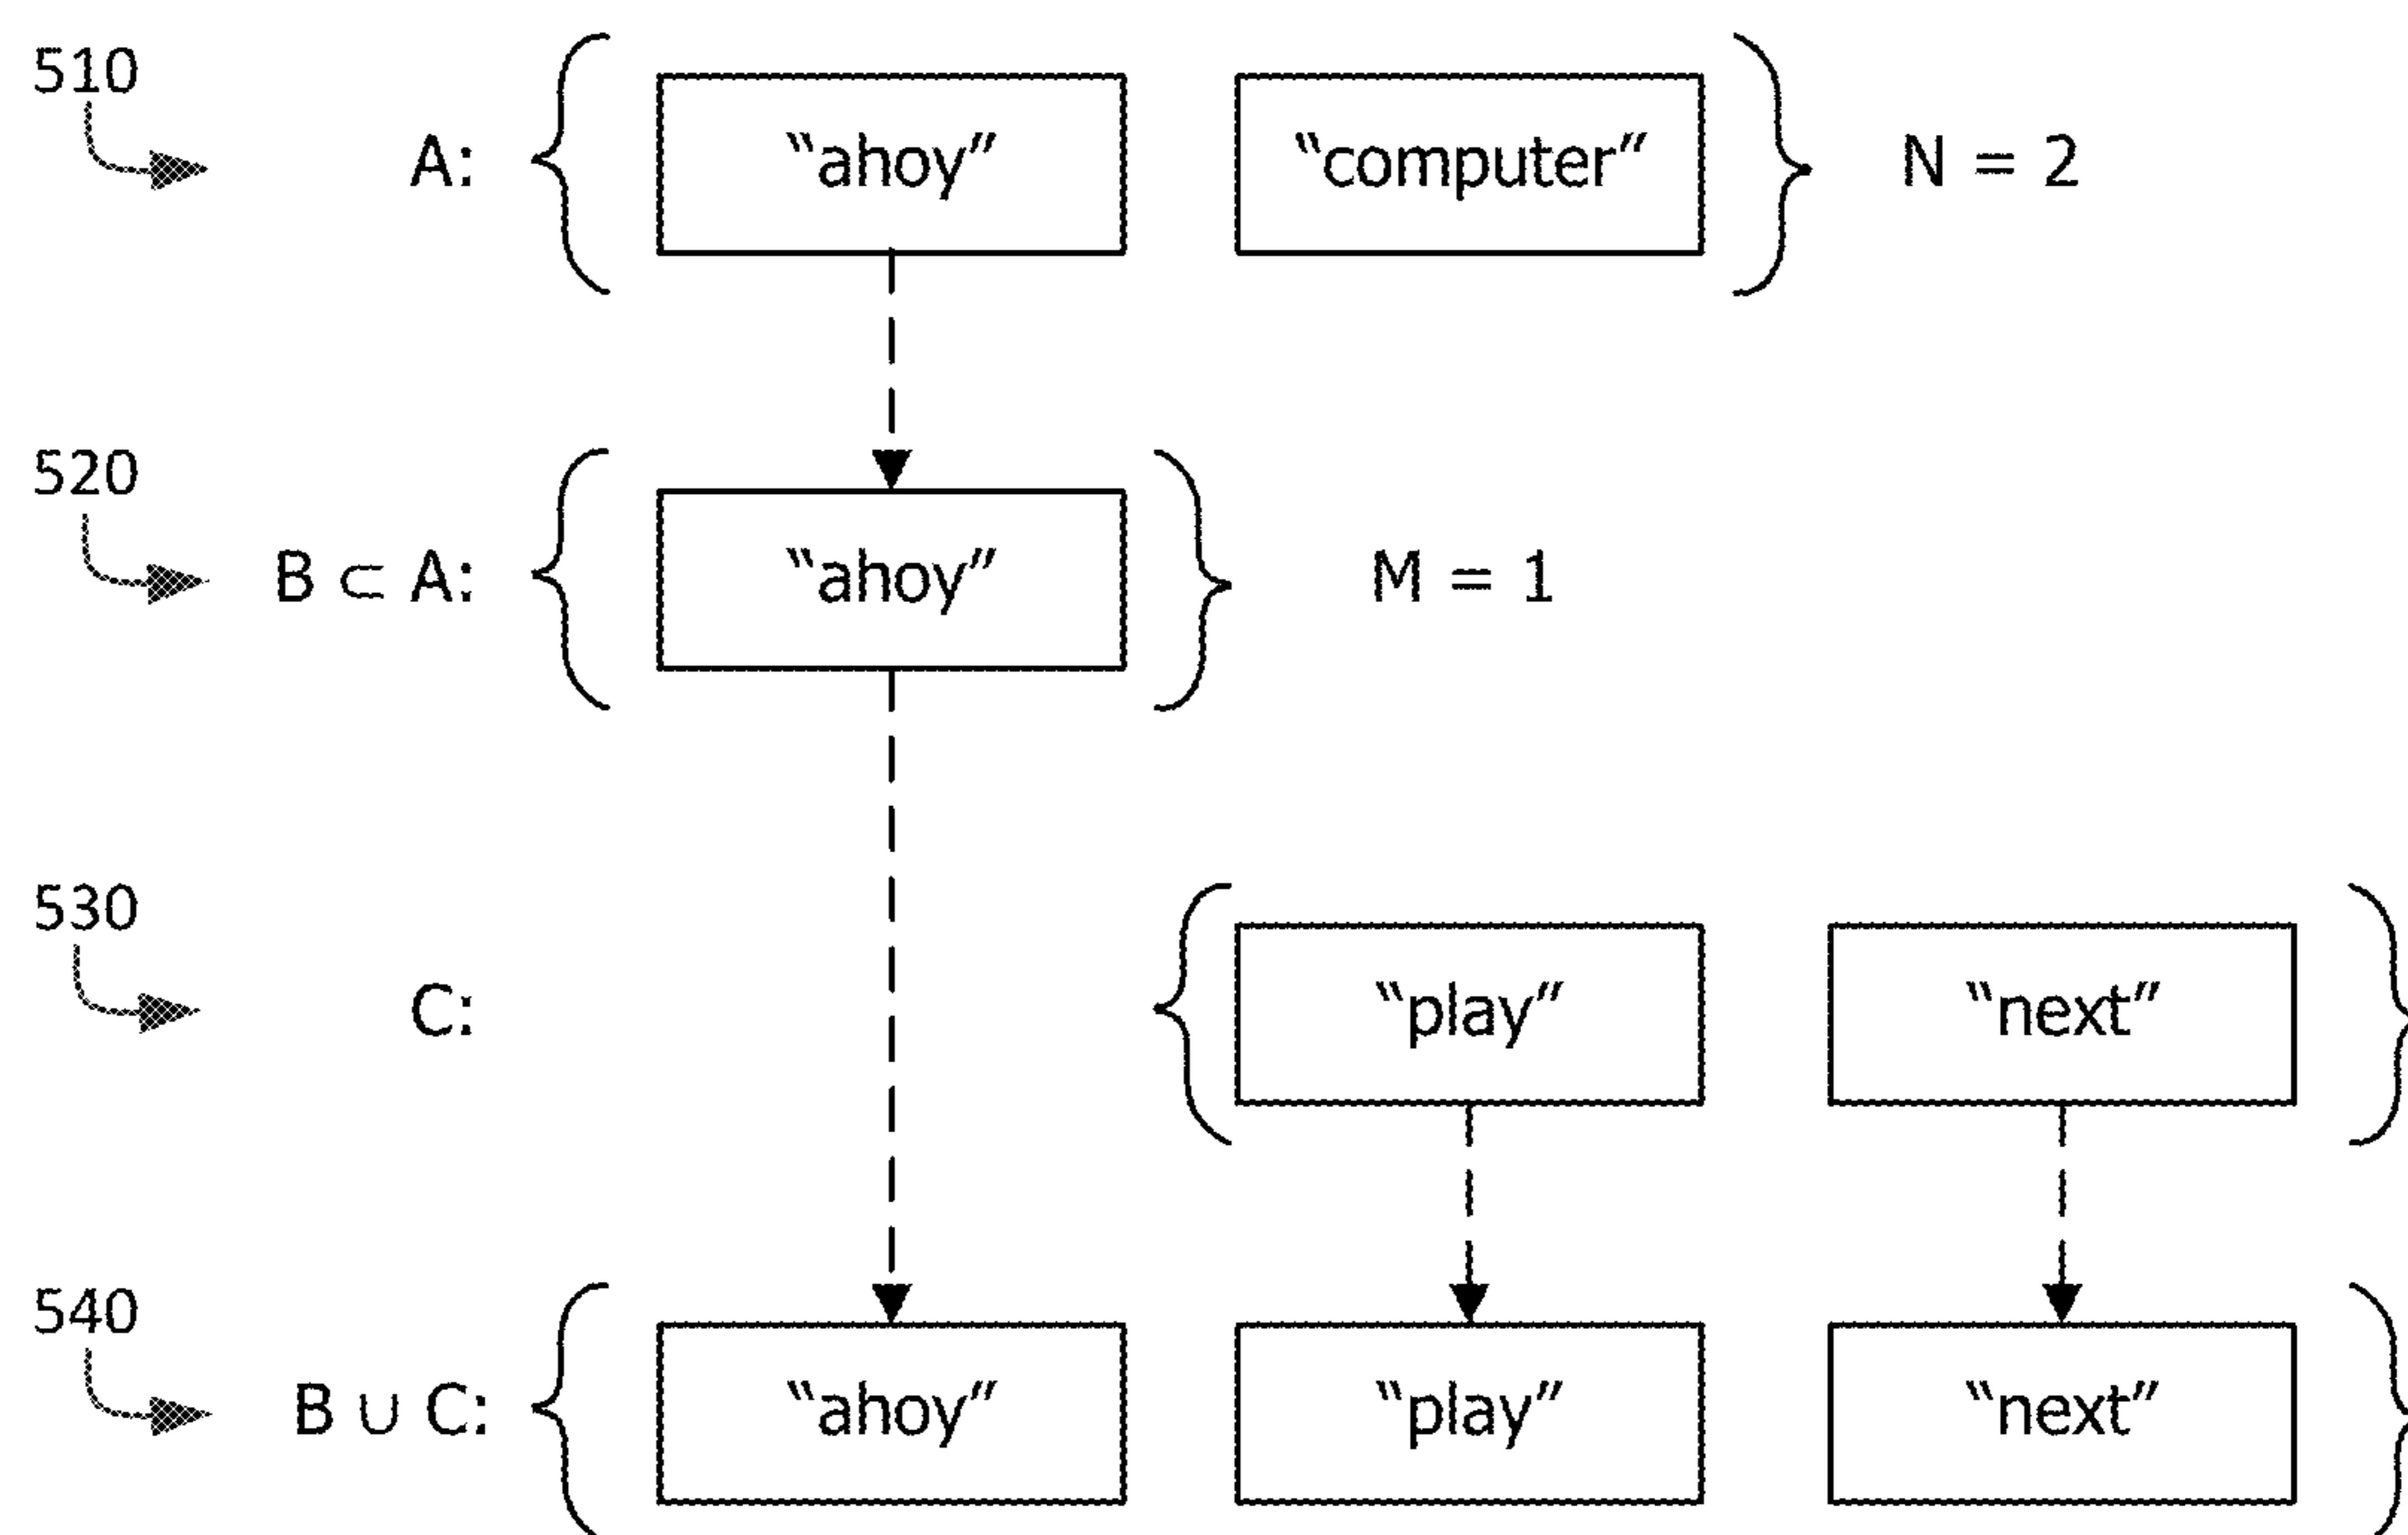 510
A: { “ahoy” “computer” } N = 2
520
B ⊂ A: { “ahoy” } M = 1
530
C: { “play” “next” }
540
B ∪ C: { “ahoy” “play” “next” }